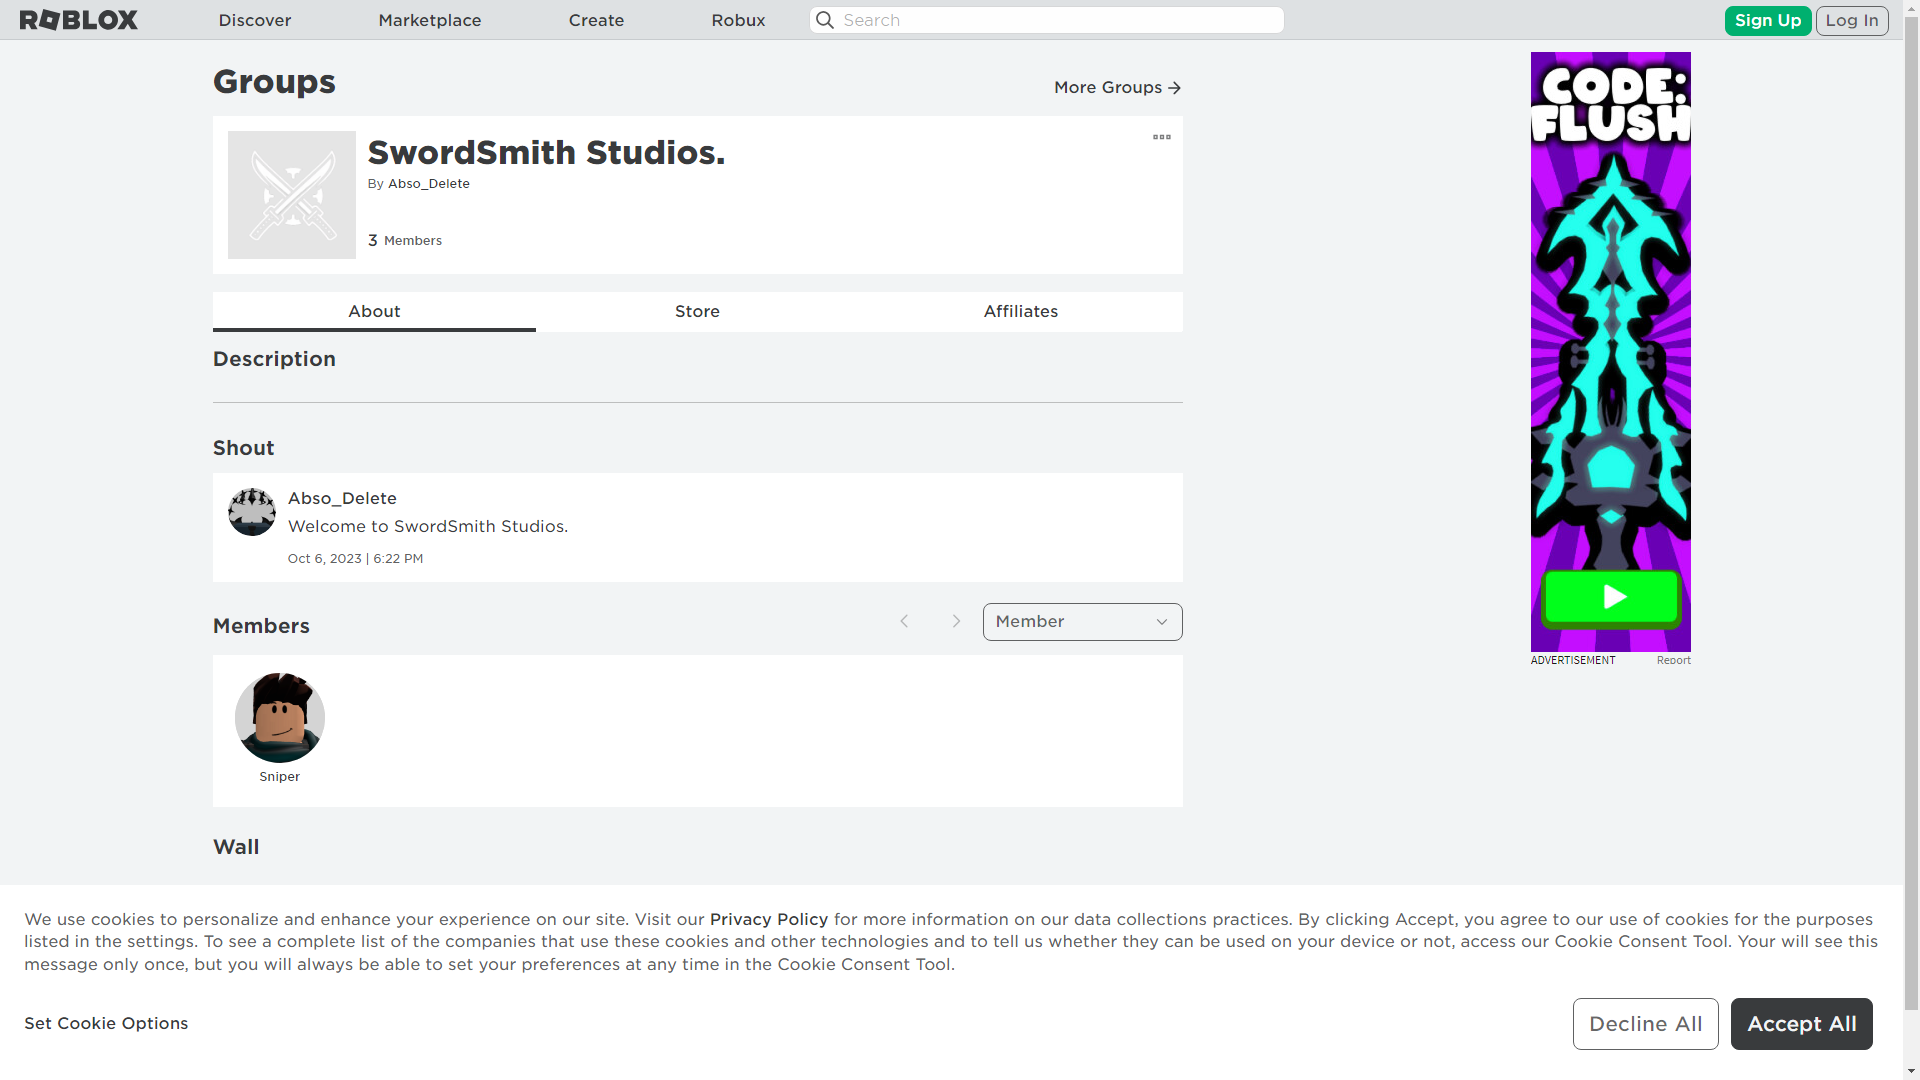 ROBLOX Discover Marketplace Create Robux Search Sign Up Log In
Groups
More Groups
SwordSmith Studios.
By Abso_Delete
3 Members
About Store Affiliates
Description
Shout
Abso_Delete
Welcome to SwordSmith Studios.
Oct 6, 2023 | 6:22 PM
Members
Member
Sniper
Wall
CODE:
FLUSH
ADVERTISEMENT Report
We use cookies to personalize and enhance your experience on our site. Visit our Privacy Policy for more information on our data collections practices. By clicking Accept, you agree to our use of cookies for the purposes
listed in the settings. To see a complete list of the companies that use these cookies and other technologies and to tell us whether they can be used on your device or not, access our Cookie Consent Tool. Your will see this
message only once, but you will always be able to set your preferences at any time in the Cookie Consent Tool.
Set Cookie Options
Decline All
Accept All